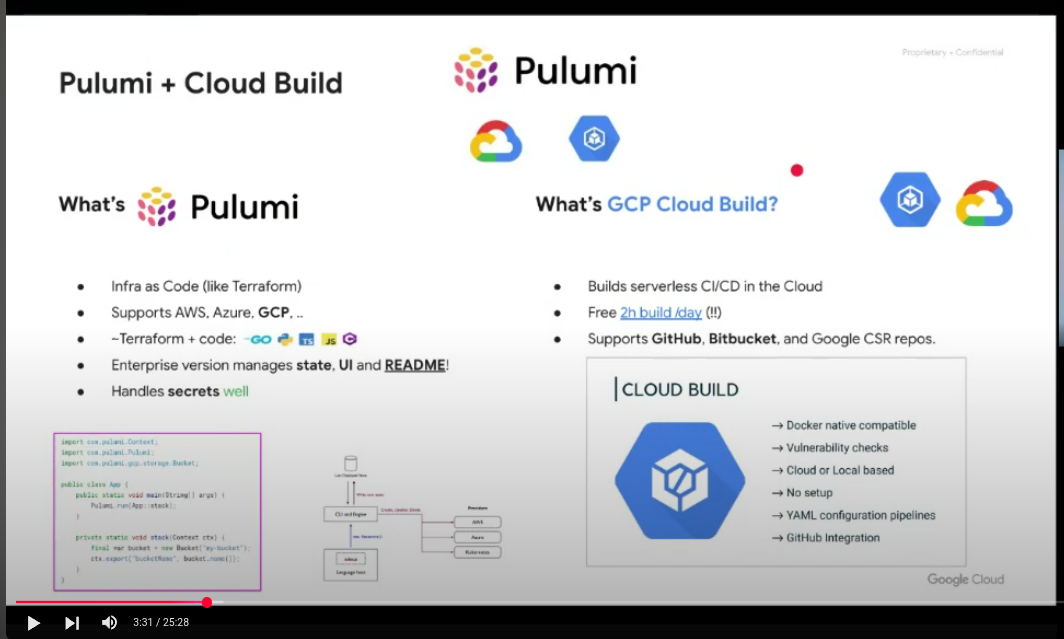 Proprietary + Confidential
Pulumi + Cloud Build
Pulumi
What's Pulumi
● Infra as Code (like Terraform)
● Supports AWS, Azure, GCP, ..
● ~Terraform + code: GO TS JS
● Enterprise version manages state, UI and README!
● Handles secrets well
import com.pulumi.Context;
import com.pulumi.Pulumi;
import com.pulumi.gcp.storage.Bucket;
public class App {
public static void main(String[] args) {
Pulumi.run(App::stack);
}
private static void stack(Context ctx) {
final var bucket = new Bucket("my-bucket");
ctx.export("bucketName", bucket.name());
}
}
CLI and Engine
Language host
Providers
AWS
Azure
Kubernetes
What's GCP Cloud Build?
● Builds serverless CI/CD in the Cloud
● Free 2h build /day (!!)
● Supports GitHub, Bitbucket, and Google CSR repos.
CLOUD BUILD
→ Docker native compatible
→ Vulnerability checks
→ Cloud or Local based
→ No setup
→ YAML configuration pipelines
→ GitHub Integration
Google Cloud
3:31 / 25:28